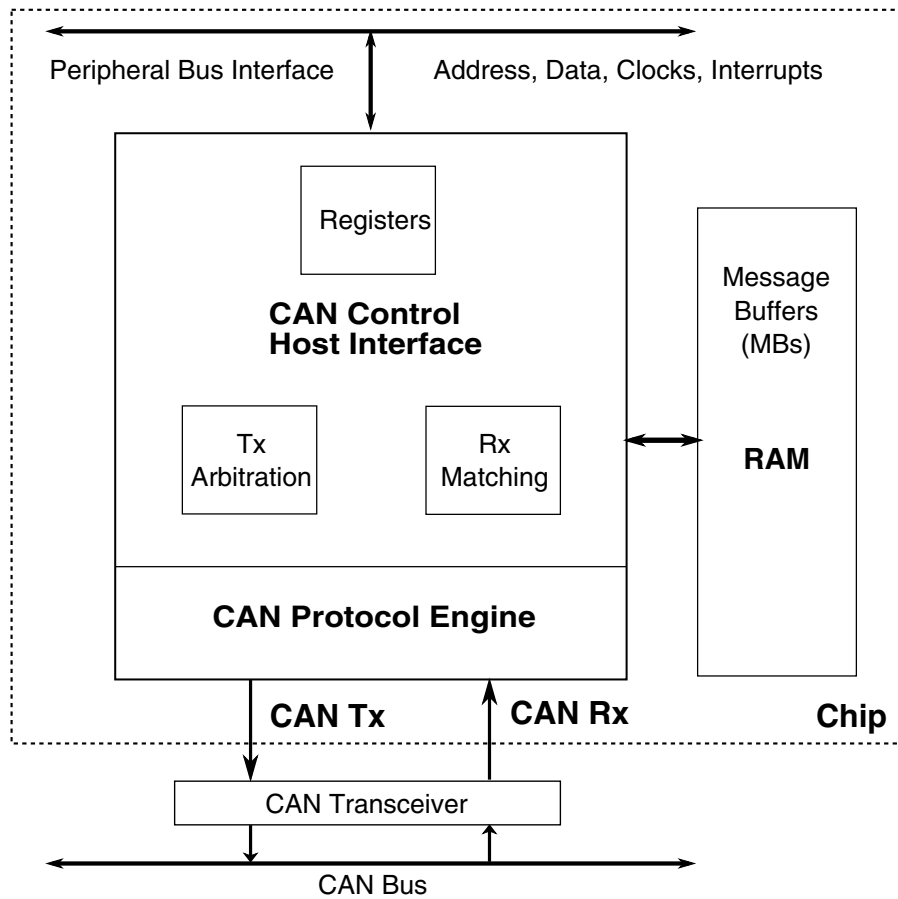 Peripheral Bus Interface
Address, Data, Clocks, Interrupts
Registers
CAN Control
Host Interface
Message
Buffers
(MBs)
Tx
Arbitration
Rx
Matching
RAM
CAN Protocol Engine
CAN Tx
CAN Rx
Chip
CAN Transceiver
CAN Bus